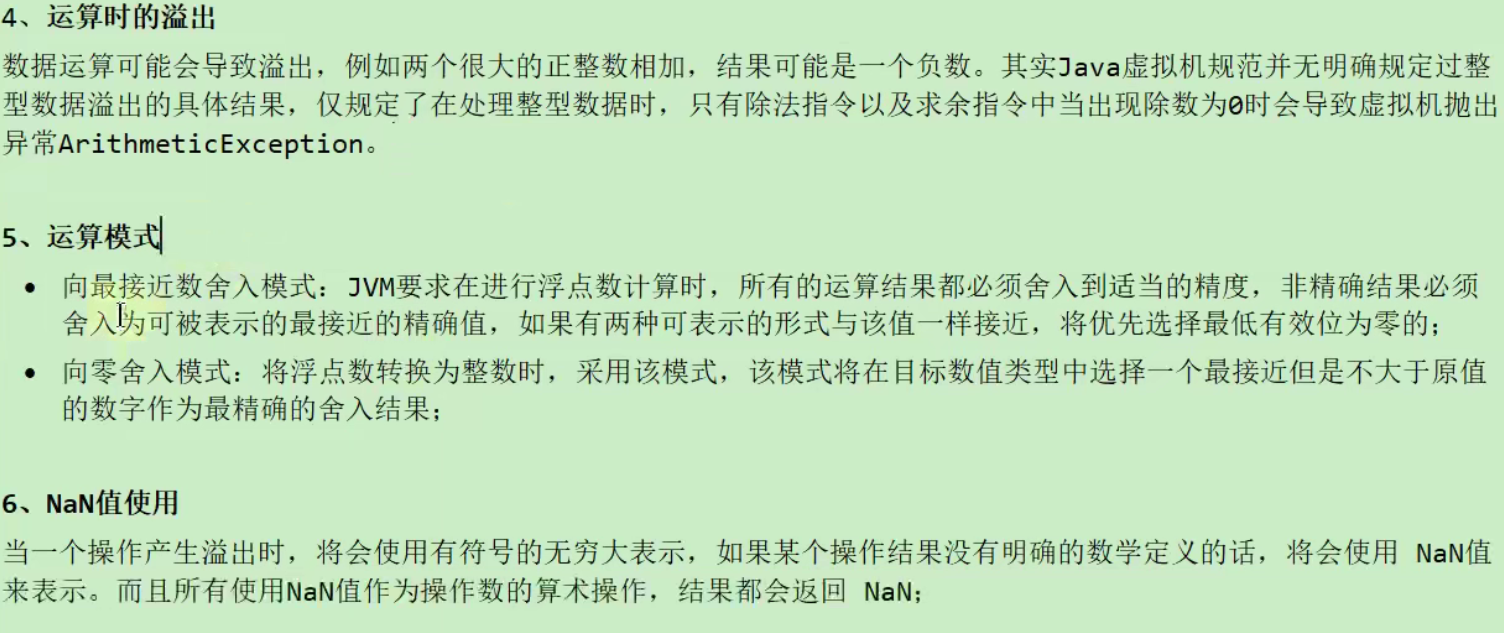 4、运算时的溢出
数据运算可能会导致溢出，例如两个很大的正整数相加，结果可能是一个负数。其实Java虚拟机规范并无明确规定过整
型数据溢出的具体结果，仅规定了在处理整型数据时，只有除法指令以及求余指令中当出现除数为0时会导致虚拟机抛出
异常ArithmeticException。
5、运算模式
• 向最接近数舍入模式：JVM要求在进行浮点数计算时，所有的运算结果都必须舍入到适当的精度，非精确结果必须
舍入为可被表示的最接近的精确值，如果有两种可表示的形式与该值一样接近，将优先选择最低有效位为零的；
• 向零舍入模式：将浮点数转换为整数时，采用该模式，该模式将在目标数值类型中选择一个最接近但是不大于原值
的数字作为最精确的舍入结果；
6、NaN值使用
当一个操作产生溢出时，将会使用有符号的无穷大表示，如果某个操作结果没有明确的数学定义的话，将会使用 NaN值
来表示。而且所有使用NaN值作为操作数的算术操作，结果都会返回 NaN；